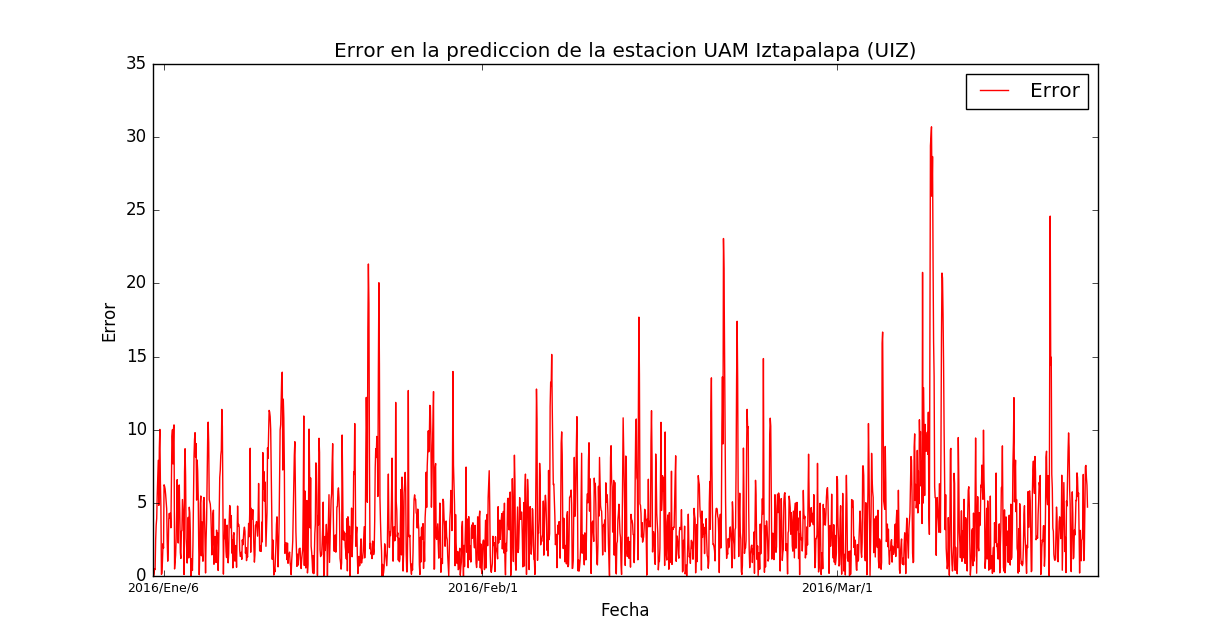 Error en la prediccion de la estacion UAM Iztapalapa (UIZ)
Error
35
30
25
20
15
10
5
0
Error
2016/Ene/6 2016/Feb/1 2016/Mar/1
Fecha